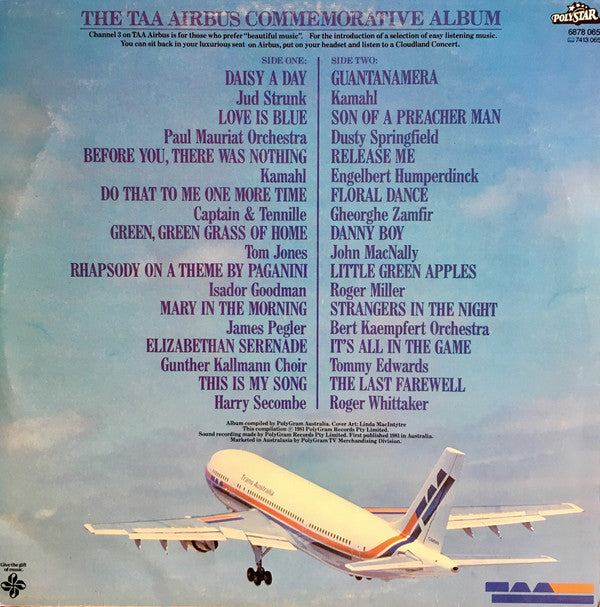 THE TAA AIRBUS COMMEMORATIVE ALBUM
Channel 3 on TAA Airbus is for those who prefer "beautiful music". For the introduction of a selection of easy listening music.
You can sit back in your luxurious seat on Airbus, put on your headset and listen to a Cloudland Concert.
POLYSTAR
6878 065
7413 065
SIDE ONE:
DAISY A DAY
Jud Strunk
LOVE IS BLUE
Paul Mauriat Orchestra
BEFORE YOU, THERE WAS NOTHING
Kamahl
DO THAT TO ME ONE MORE TIME
Captain & Tennille
GREEN, GREEN GRASS OF HOME
Tom Jones
RHAPSODY ON A THEME BY PAGANINI
Isador Goodman
MARY IN THE MORNING
James Pegler
ELIZABETHAN SERENADE
Gunther Kallmann Choir
THIS IS MY SONG
Harry Secombe
SIDE TWO:
GUANTANAMERA
Kamahl
SON OF A PREACHER MAN
Dusty Springfield
RELEASE ME
Engelbert Humperdinck
FLORAL DANCE
Gheorghe Zamfir
DANNY BOY
John MacNally
LITTLE GREEN APPLES
Roger Miller
STRANGERS IN THE NIGHT
Bert Kaempfert Orchestra
IT'S ALL IN THE GAME
Tommy Edwards
THE LAST FAREWELL
Roger Whittaker
Album compiled by PolyGram Australia. Cover Art: Linda MacIntyre
This compilation ℗ 1981 PolyGram Records Pty Limited.
Sound recording made by PolyGram Records Pty Limited. First published 1981 in Australia.
Marketed in Australasia by PolyGram TV Merchandising Division.
Trans Australia
TAA
Give the gift
of music.
TAA